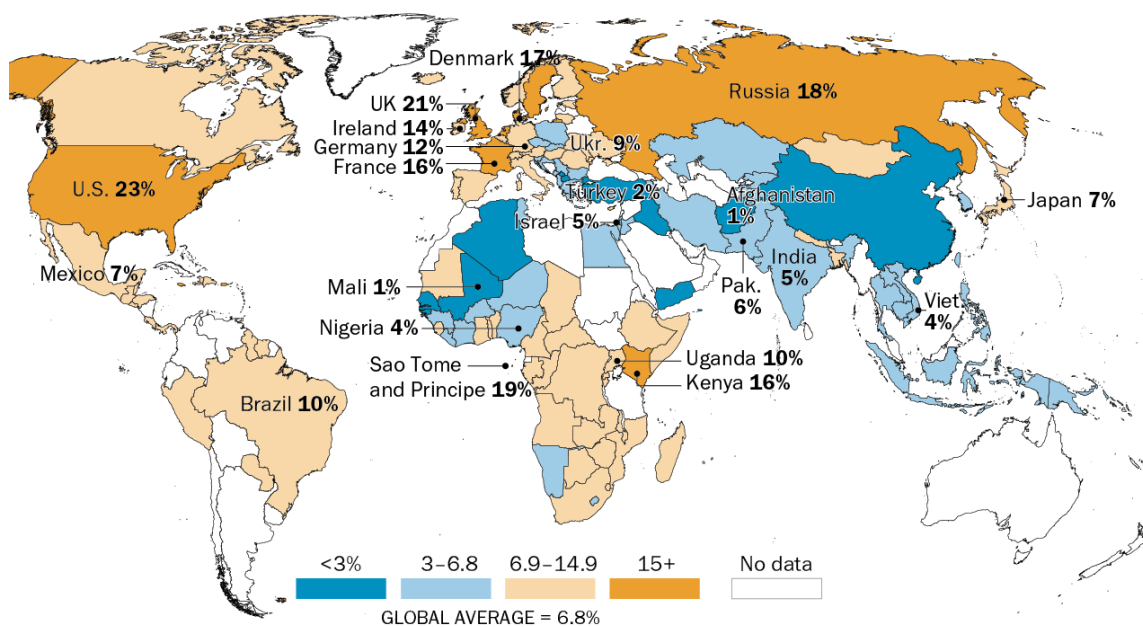 Denmark 17%
Russia 18%
UK 21%
Ireland 14%
Ukr. 9%
Germany 12%
France 16%
U.S. 23%
Turkey 2%
Afghanistan
1%
Japan 7%
Israel 5%
India
5%
Mexico 7%
Mali 1%
Pak.
6%
Viet.
4%
Nigeria 4%
Sao Tome
and Principe 19%
Uganda 10%
Kenya 16%
Brazil 10%
<3%
3–6.8
6.9–14.9
15+
No data
GLOBAL AVERAGE = 6.8%